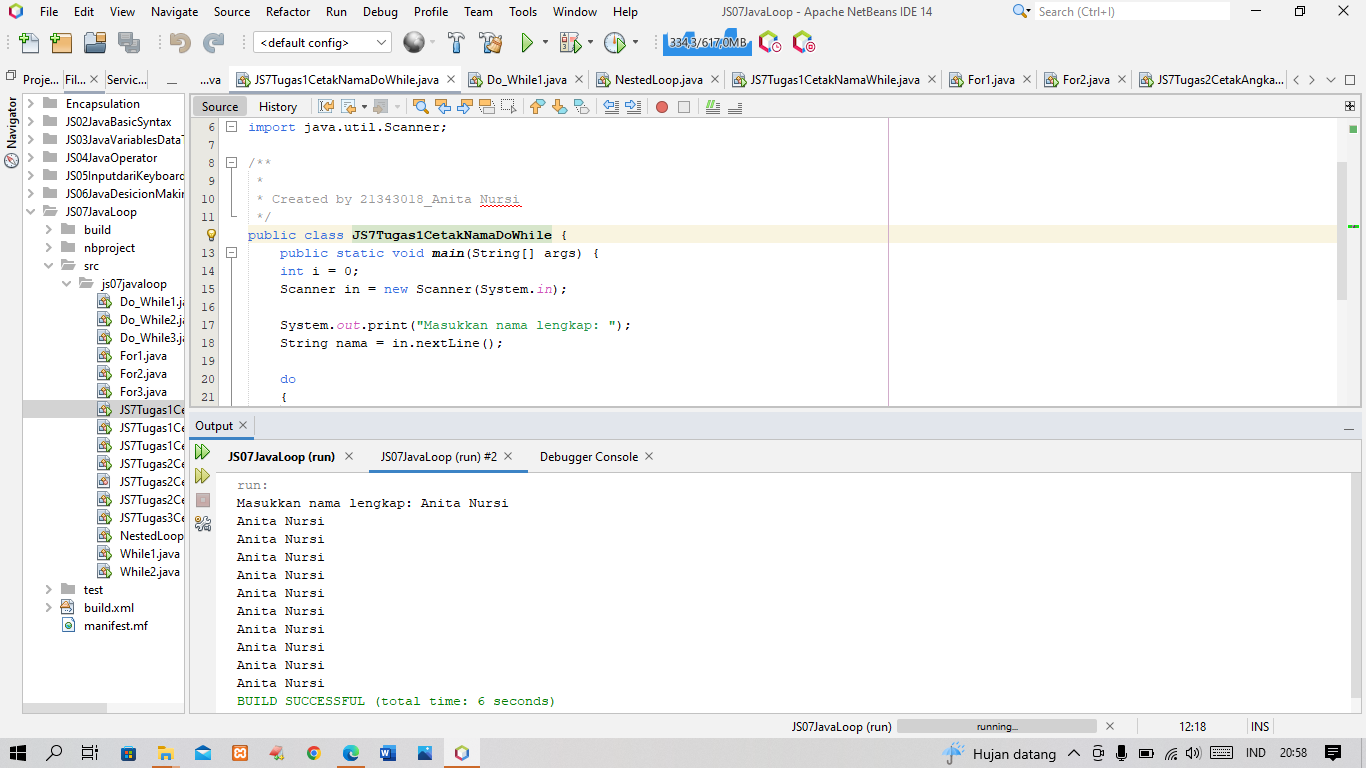 File Edit View Navigate Source Refactor Run Debug Profile Team Tools Window Help
JS07JavaLoop - Apache NetBeans IDE 14
Search (Ctrl+I)
<default config>
334,3/617,0MB
Proje... Fil... Servic...
...va JS7Tugas1CetakNamaDoWhile.java Do_While1.java NestedLoop.java JS7Tugas1CetakNamaWhile.java For1.java For2.java JS7Tugas2CetakAngka...
Navigator
Encapsulation
JS02JavaBasicSyntax
JS03JavaVariablesDataT
JS04JavaOperator
JS05InputdariKeyboard
JS06JavaDesicionMakin
JS07JavaLoop
build
nbproject
src
js07javaloop
Do_While1.ja
Do_While2.ja
Do_While3.ja
For1.java
For2.java
For3.java
JS7Tugas1Ce
JS7Tugas1Ce
JS7Tugas1Ce
JS7Tugas2Ce
JS7Tugas2Ce
JS7Tugas2Ce
JS7Tugas3Ce
NestedLoop
While1.java
While2.java
test
build.xml
manifest.mf
Source History
6 import java.util.Scanner;
7
8 /**
9 *
10 * Created by 21343018_Anita Nursi
11 */
public class JS7Tugas1CetakNamaDoWhile {
13 public static void main(String[] args) {
14 int i = 0;
15 Scanner in = new Scanner(System.in);
16
17 System.out.print("Masukkan nama lengkap: ");
18 String nama = in.nextLine();
19
20 do
21 {
Output
JS07JavaLoop (run) JS07JavaLoop (run) #2 Debugger Console
run:
Masukkan nama lengkap: Anita Nursi
Anita Nursi
Anita Nursi
Anita Nursi
Anita Nursi
Anita Nursi
Anita Nursi
Anita Nursi
Anita Nursi
Anita Nursi
Anita Nursi
BUILD SUCCESSFUL (total time: 6 seconds)
JS07JavaLoop (run) running... 12:18 INS
Hujan datang IND 20:58